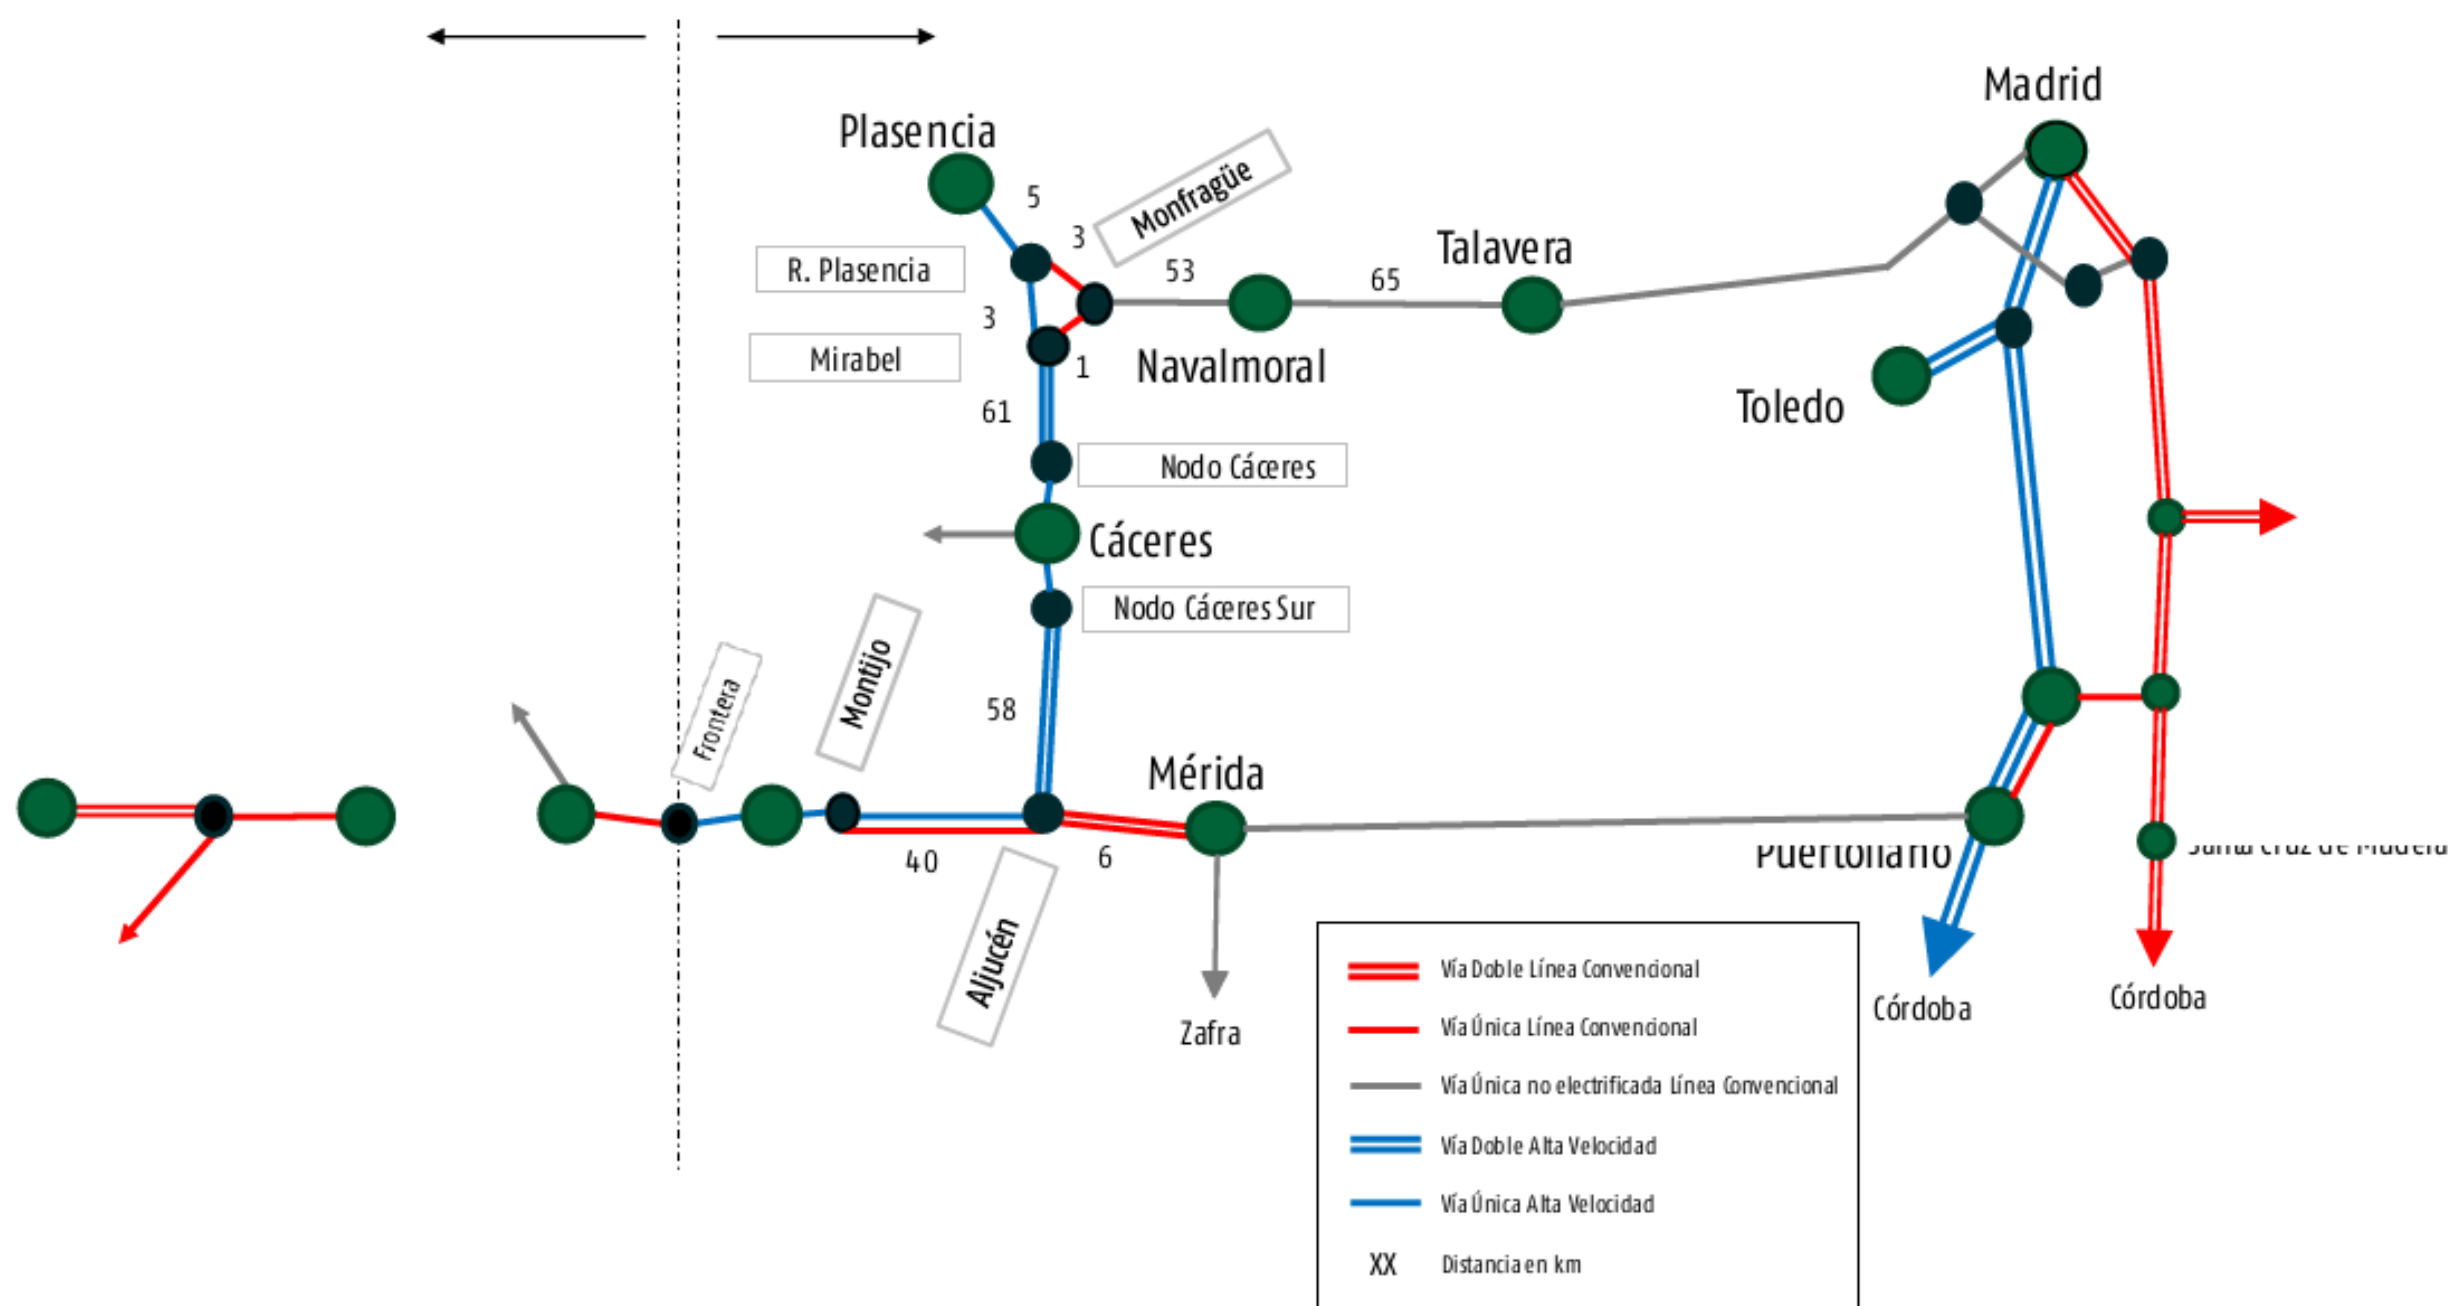 Madrid
Plasencia
5
Monfragüe
3
Talavera
R. Plasencia
53
65
3
Mirabel
1
Navalmoral
61
Toledo
Nodo Cáceres
Cáceres
Nodo Cáceres Sur
Montijo
Frontera
58
Mérida
40
6
Puertollano
Aljucén
Zafra
Córdoba
Córdoba
Vía Doble Línea Convencional
Vía Única Línea Convencional
Vía Única no electrificada Línea Convencional
Vía Doble Alta Velocidad
Vía Única Alta Velocidad
XX Distancia en km